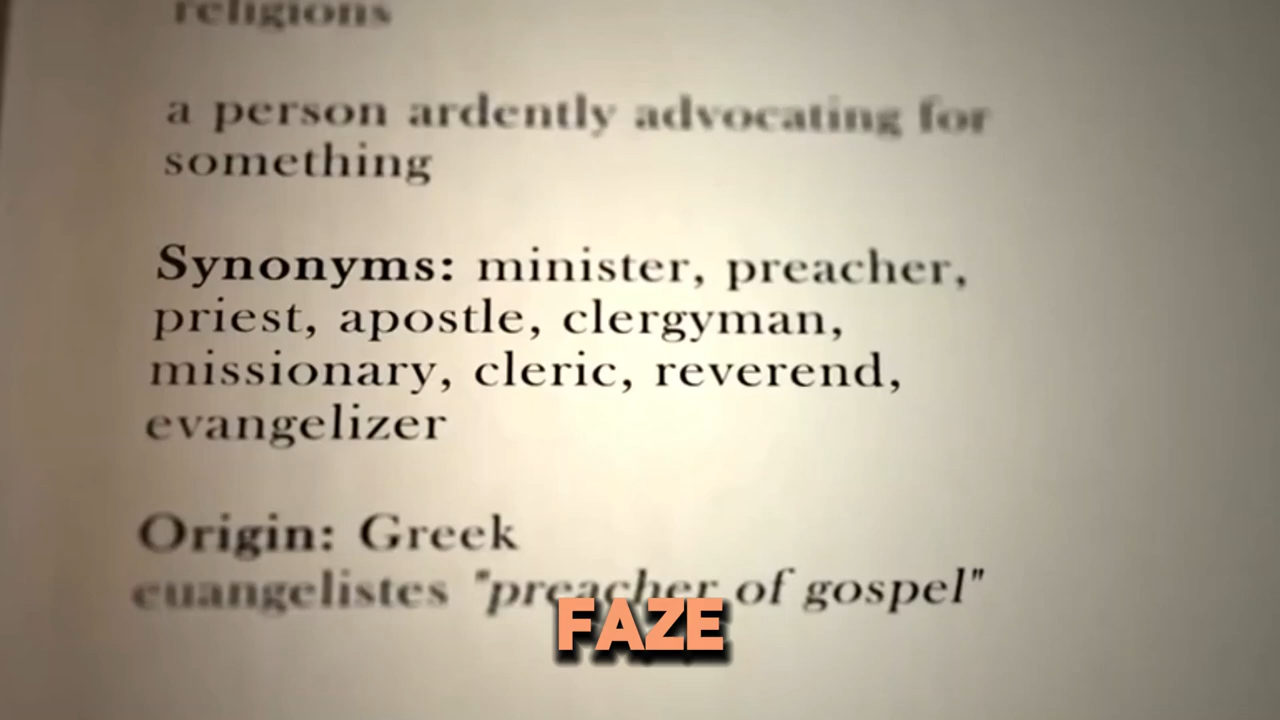 religions
a person ardently advocating for
something
Synonyms: minister, preacher,
priest, apostle, clergyman,
missionary, cleric, reverend,
evangelizer
Origin: Greek
euangelistes "preacher of gospel"
FAZE